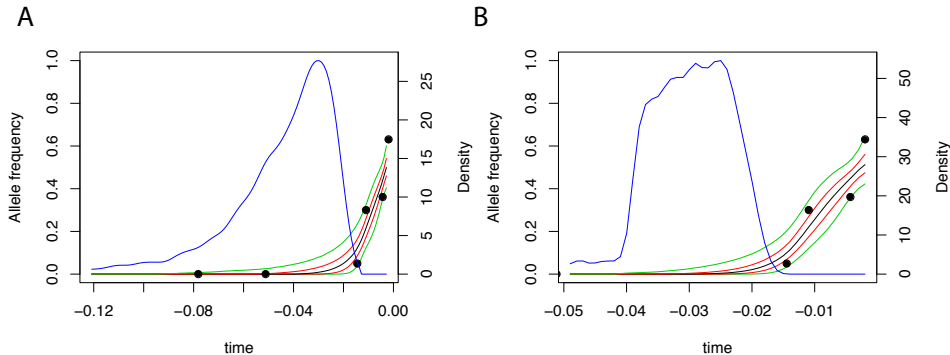 A
Allele frequency
0.0 0.2 0.4 0.6 0.8 1.0
0 5 10 15 20 25
Density
−0.12 −0.08 −0.04 0.00
time
B
Allele frequency
0.0 0.2 0.4 0.6 0.8 1.0
0 10 20 30 40 50
Density
−0.05 −0.04 −0.03 −0.02 −0.01
time